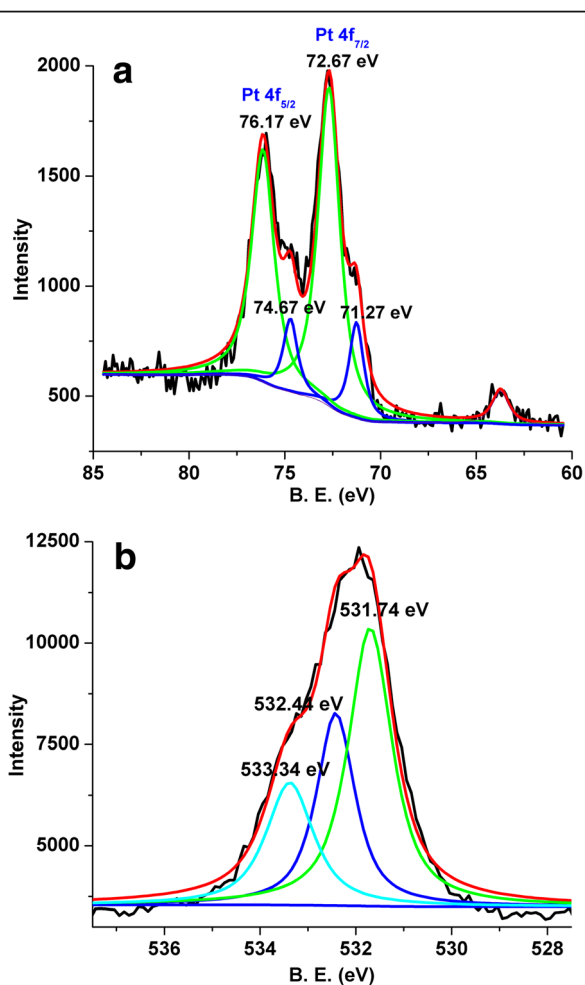 a
Pt 4f7/2
72.67 eV
Pt 4f5/2
76.17 eV
74.67 eV
71.27 eV
2000
1500
1000
500
Intensity
85 80 75 70 65 60
B. E. (eV)
b
531.74 eV
532.44 eV
533.34 eV
12500
10000
7500
5000
Intensity
536 534 532 530 528
B. E. (eV)